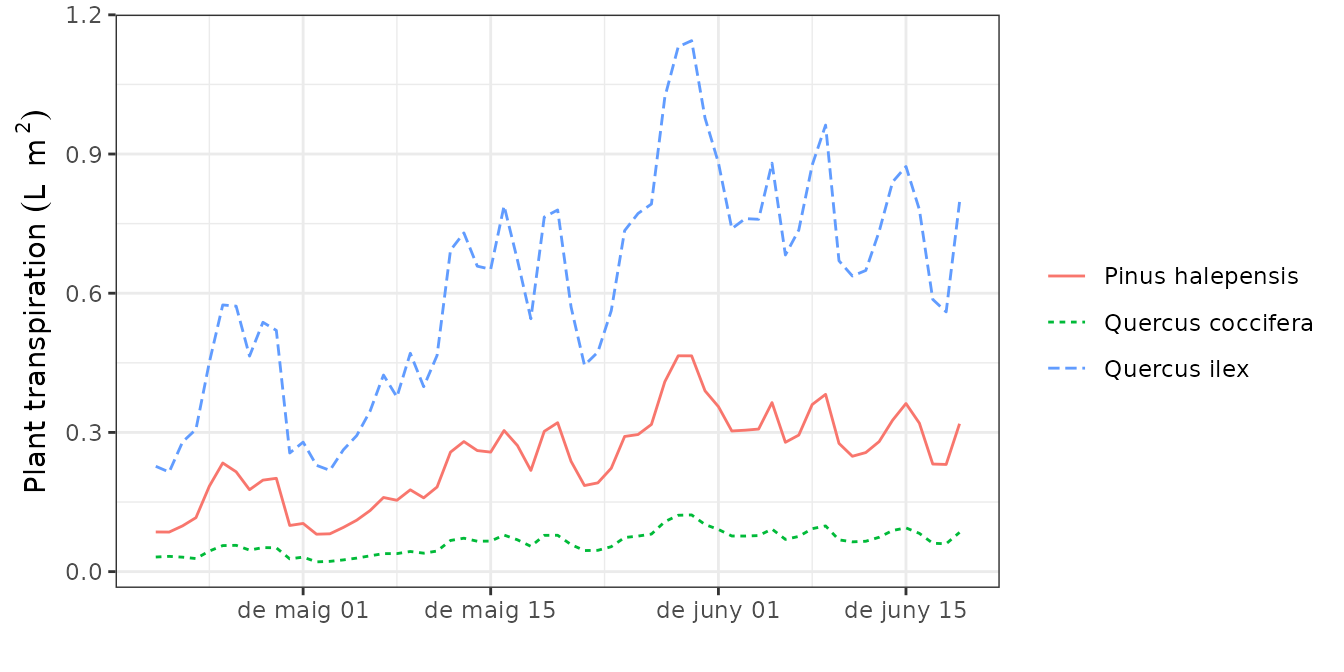 Plant transpiration (L m²)
1.2
0.9
0.6
0.3
0.0
de maig 01
de maig 15
de juny 01
de juny 15
Pinus halepensis
Quercus coccifera
Quercus ilex